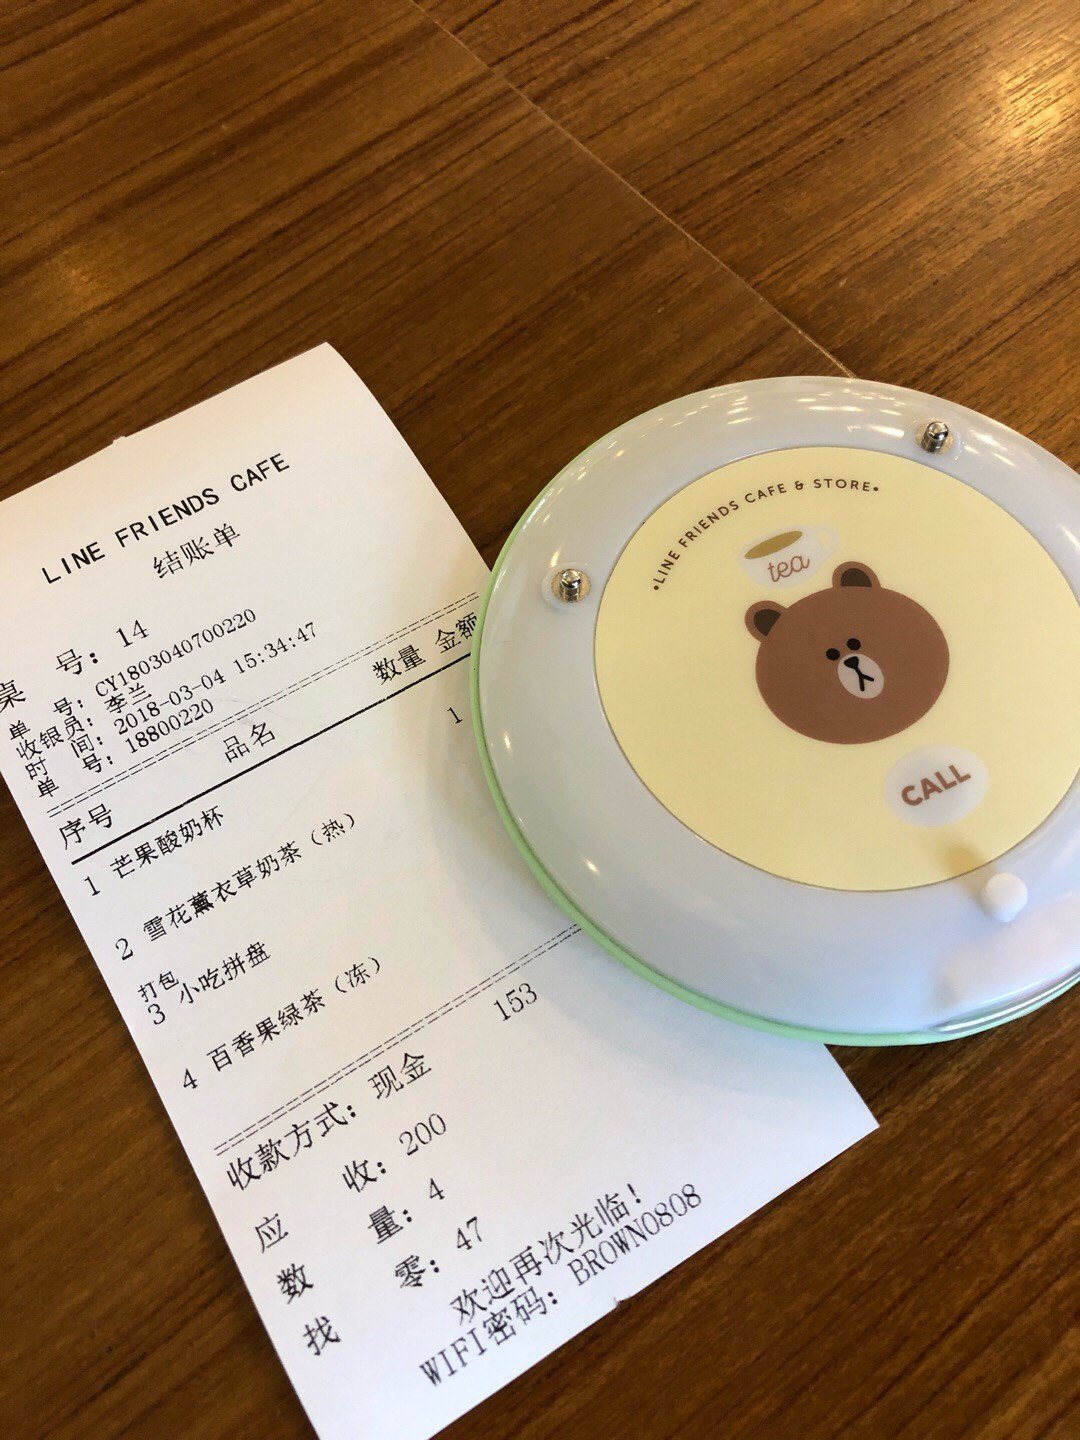 LINE FRIENDS CAFE
结账单
桌 号: 14
单 号: CY1803040700220
收银员: 李兰
时 间: 2018-03-04 15:34:47
单 号: 18800220
序号 品名 数量 金额
1 芒果酸奶杯 1
2 雪花薰衣草奶茶（热）
打包
3 小吃拼盘
4 百香果绿茶（冻）
收款方式: 现金 153
应 收: 200
数 量: 4
找 零: 47
欢迎再次光临!
WIFI密码: BROWN0808
•LINE FRIENDS CAFE & STORE•
tea
CALL